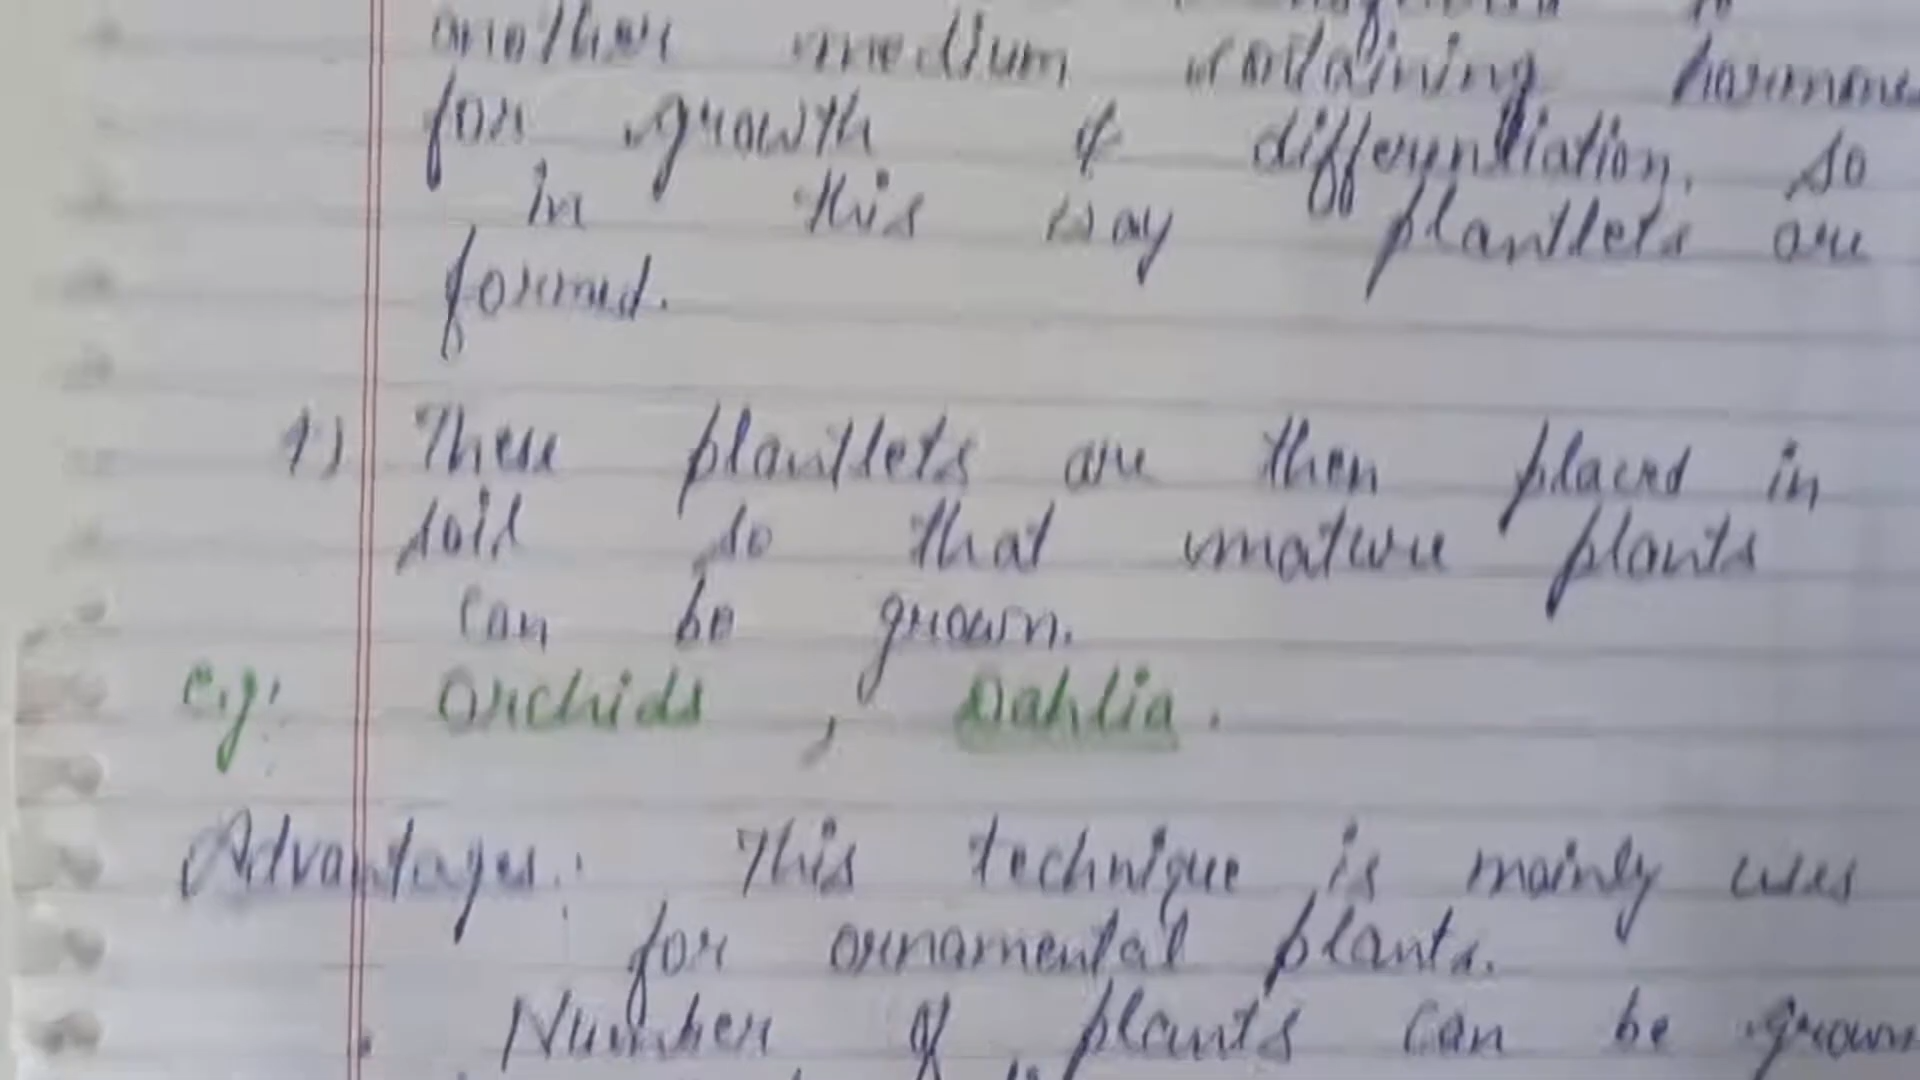 another medium containing hormones
for growth & differentiation. so
in this way plantlets are
formed.
These plantlets are then placed in
soil so that mature plants
can be grown.
e.g: Orchids , Dahlia.
Advantages: This technique is mainly uses
for ornamental plants.
Number of plants can be grown